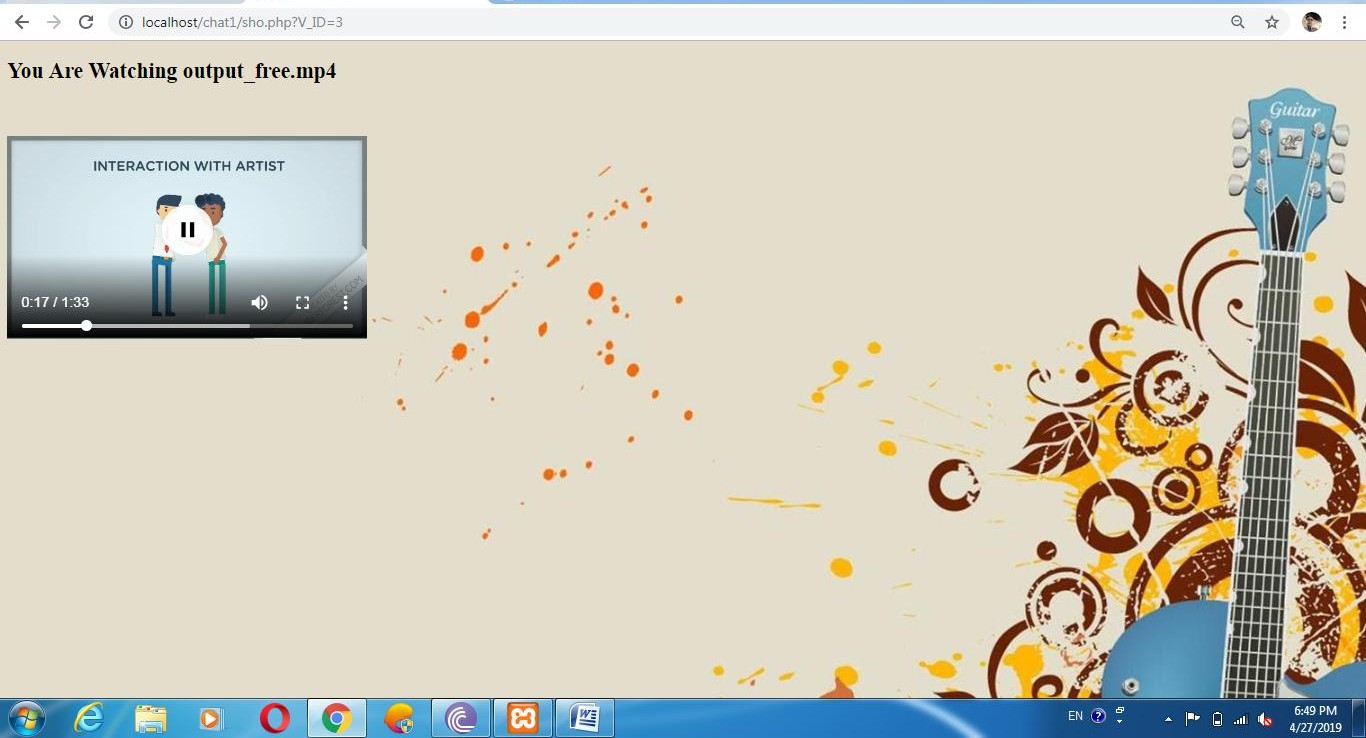 localhost/chat1/sho.php?V_ID=3
You Are Watching output_free.mp4
Guitar
INTERACTION WITH ARTIST
0:17 / 1:33
EN
6:49 PM
4/27/2019